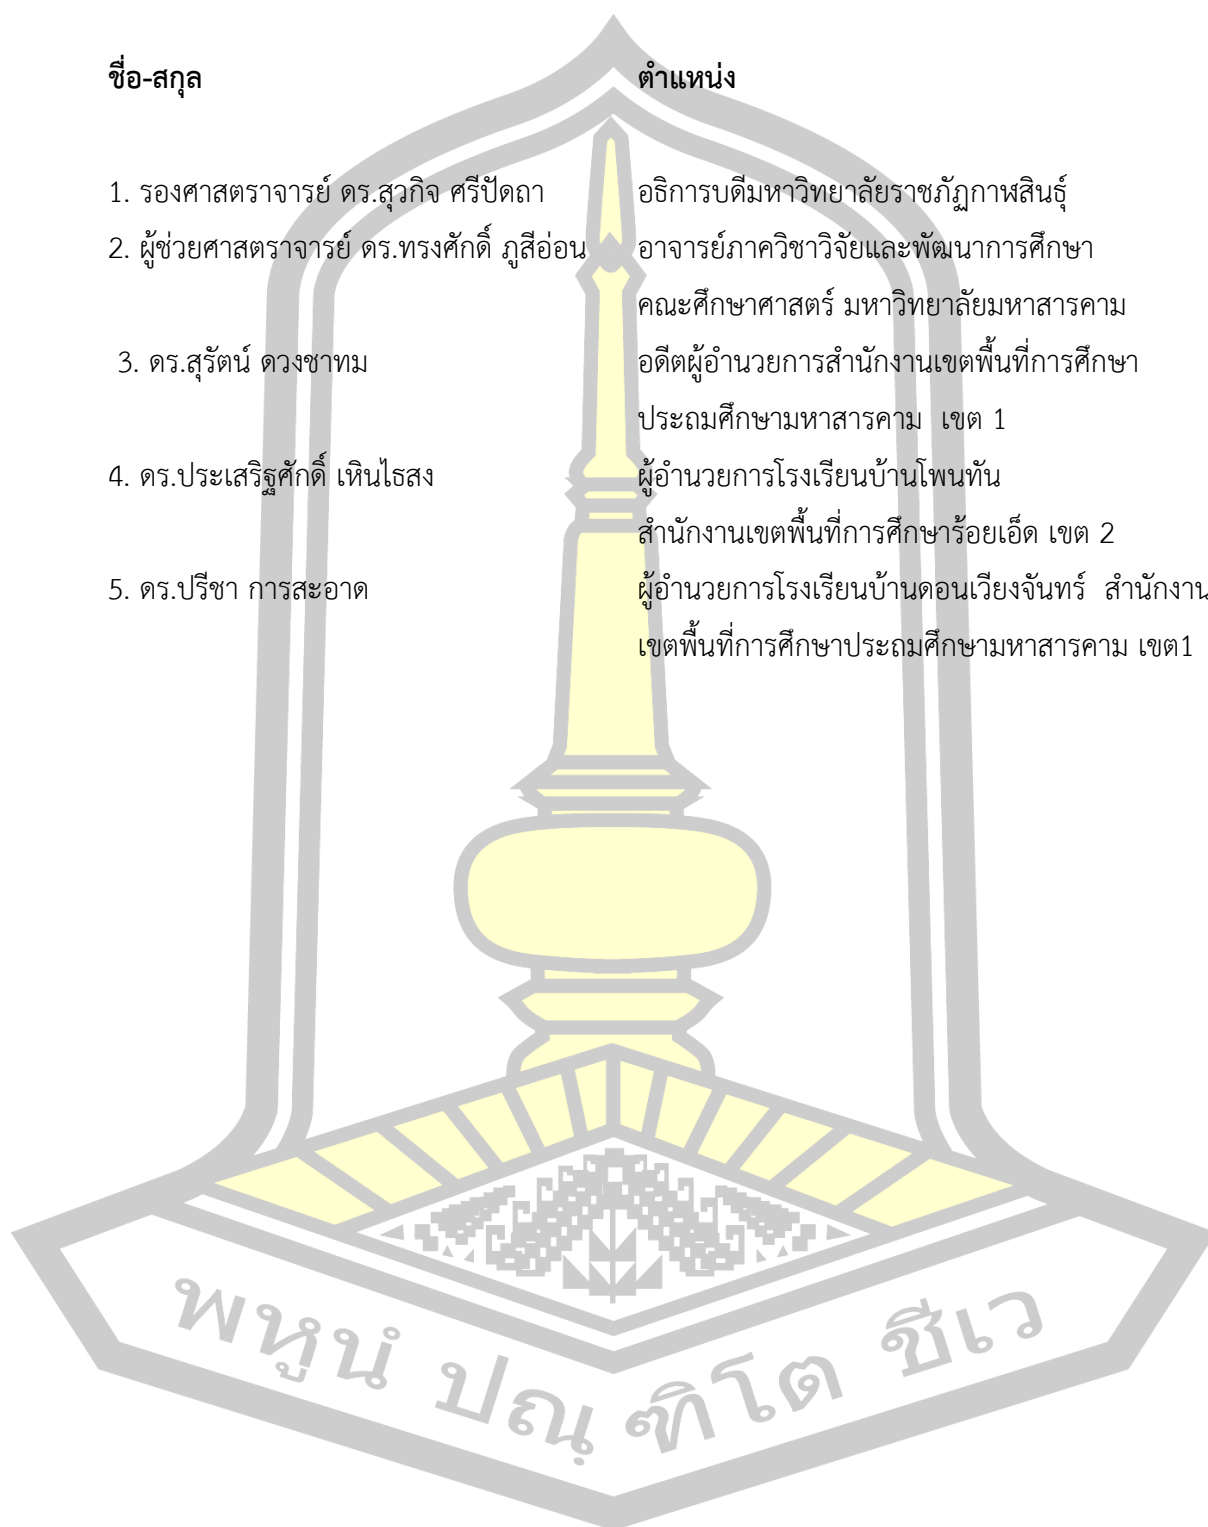 ชื่อ-สกุล ตำแหน่ง
1. รองศาสตราจารย์ ดร.สุวกิจ ศรีปัดถา อธิการบดีมหาวิทยาลัยราชภัฏกาฬสินธุ์
2. ผู้ช่วยศาสตราจารย์ ดร.ทรงศักดิ์ ภูสีอ่อน อาจารย์ภาควิชาวิจัยและพัฒนาการศึกษา
คณะศึกษาศาสตร์ มหาวิทยาลัยมหาสารคาม
3. ดร.สุรัตน์ ดวงชาทม อดีตผู้อำนวยการสำนักงานเขตพื้นที่การศึกษา
ประถมศึกษามหาสารคาม เขต 1
4. ดร.ประเสริฐศักดิ์ เหินไธสง ผู้อำนวยการโรงเรียนบ้านโพนทัน
สำนักงานเขตพื้นที่การศึกษาร้อยเอ็ด เขต 2
5. ดร.ปรีชา การสะอาด ผู้อำนวยการโรงเรียนบ้านดอนเวียงจันทร์ สำนักงาน
เขตพื้นที่การศึกษาประถมศึกษามหาสารคาม เขต1
พหูนํ ปณฺฑิโต ชีเว